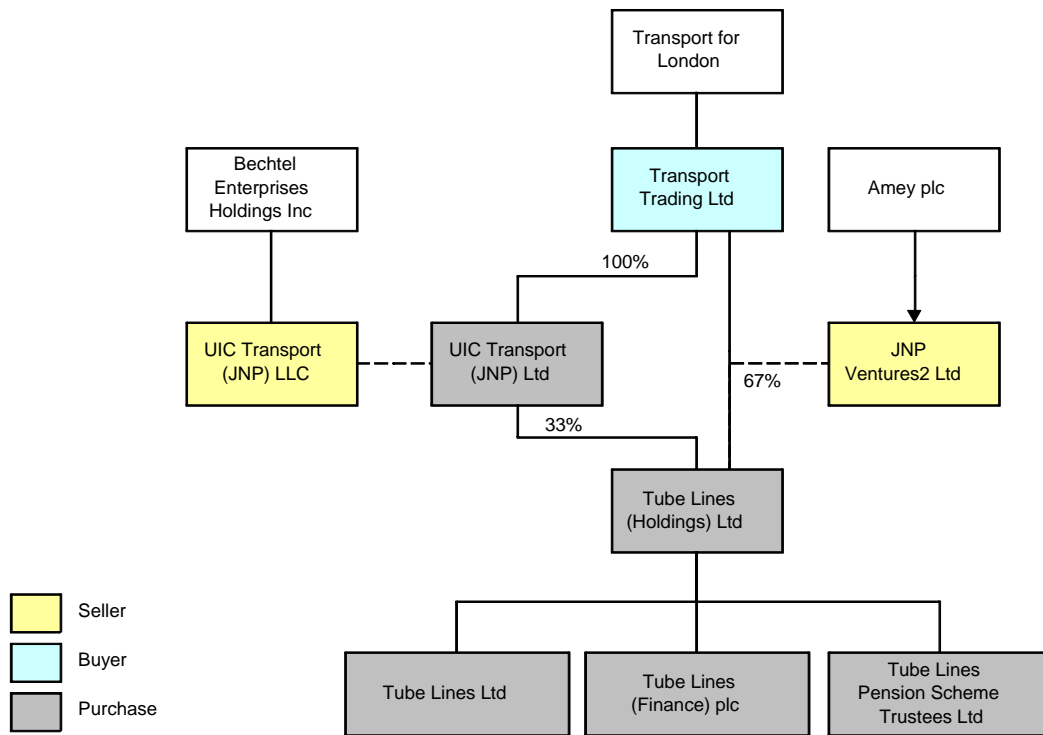 Transport for
London
Bechtel
Enterprises
Holdings Inc
Transport
Trading Ltd
Amey plc
100%
UIC Transport
(JNP) LLC
UIC Transport
(JNP) Ltd
JNP
Ventures2 Ltd
67%
33%
Tube Lines
(Holdings) Ltd
Seller
Buyer
Purchase
Tube Lines Ltd
Tube Lines
(Finance) plc
Tube Lines
Pension Scheme
Trustees Ltd